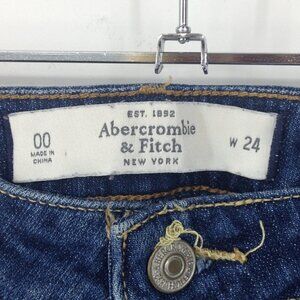 EST. 1892
00
Abercrombie
W 24
MADE IN
& Fitch
CHINA
NEW YORK